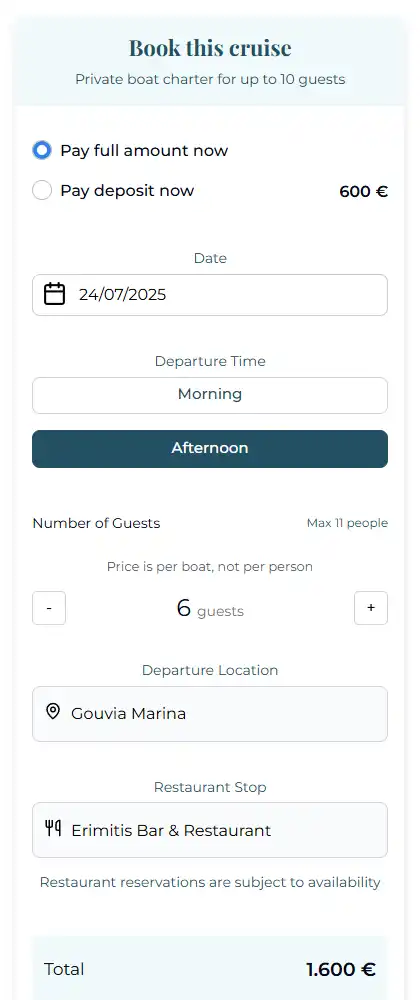 Book this cruise
Private boat charter for up to 10 guests
Pay full amount now
Pay deposit now 600 €
Date
24/07/2025
Departure Time
Morning
Afternoon
Number of Guests Max 11 people
Price is per boat, not per person
- 6 guests +
Departure Location
Gouvia Marina
Restaurant Stop
Erimitis Bar & Restaurant
Restaurant reservations are subject to availability
Total 1.600 €